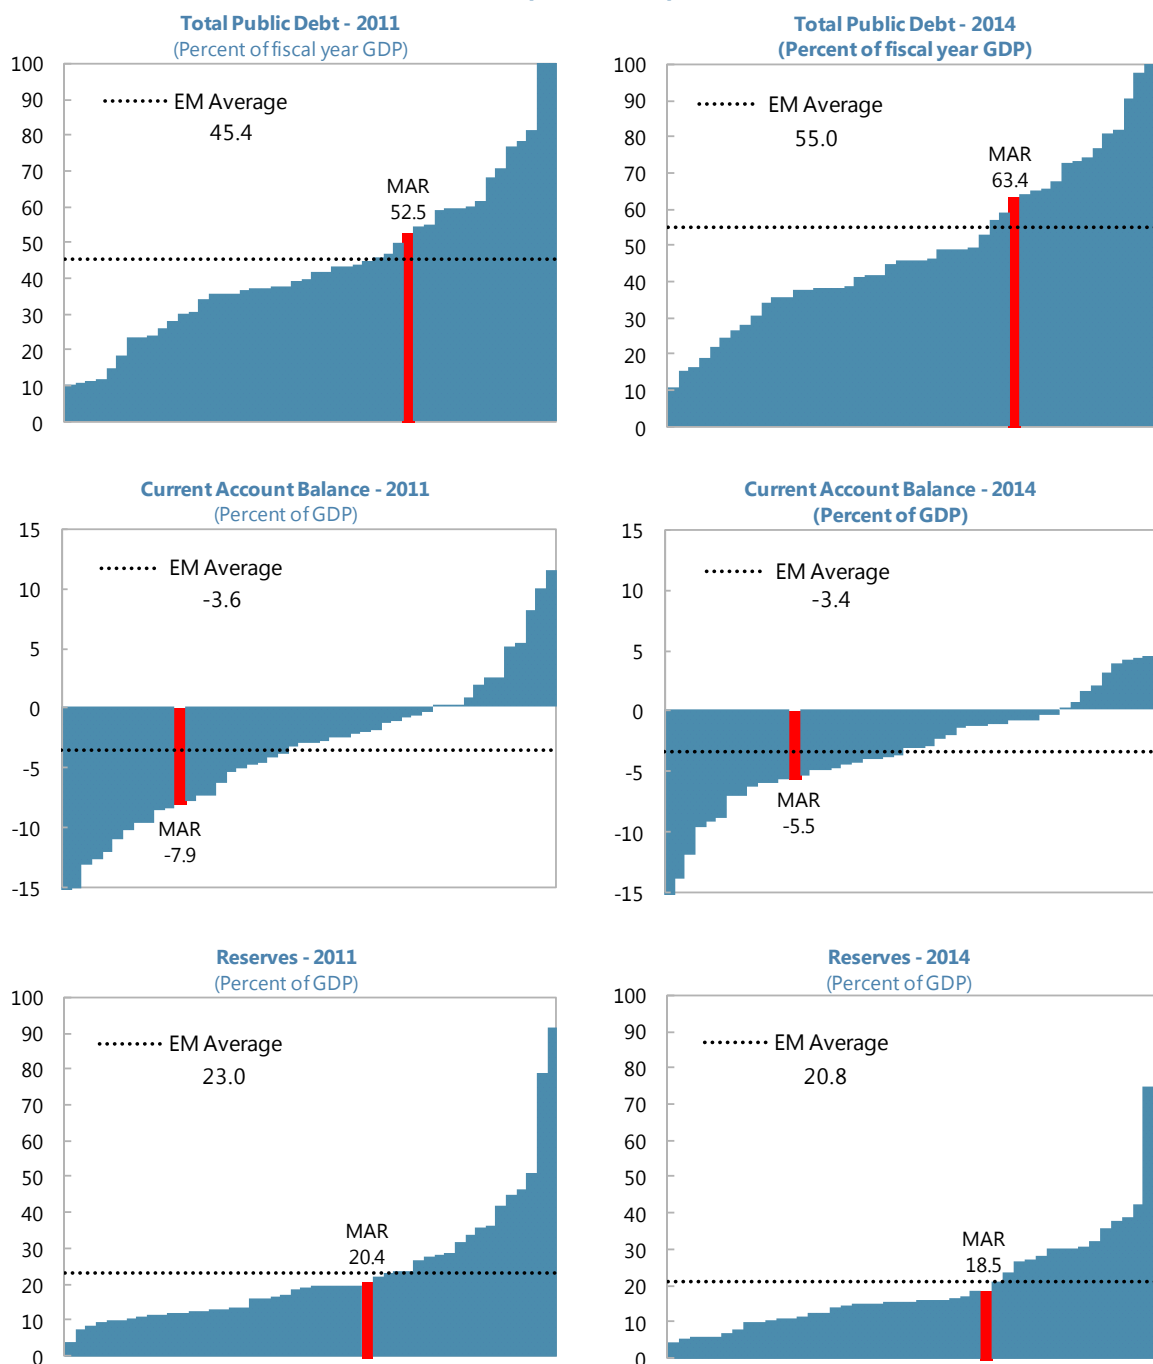 Total Public Debt - 2011
(Percent of fiscal year GDP)
100
90
80
70
60
50
40
30
20
10
0
EM Average
45.4
MAR
52.5
Total Public Debt - 2014
(Percent of fiscal year GDP)
100
90
80
70
60
50
40
30
20
10
0
EM Average
55.0
MAR
63.4
Current Account Balance - 2011
(Percent of GDP)
15
10
5
0
-5
-10
-15
EM Average
-3.6
MAR
-7.9
Current Account Balance - 2014
(Percent of GDP)
15
10
5
0
-5
-10
-15
EM Average
-3.4
MAR
-5.5
Reserves - 2011
(Percent of GDP)
100
90
80
70
60
50
40
30
20
10
0
EM Average
23.0
MAR
20.4
Reserves - 2014
(Percent of GDP)
100
90
80
70
60
50
40
30
20
10
0
EM Average
20.8
MAR
18.5